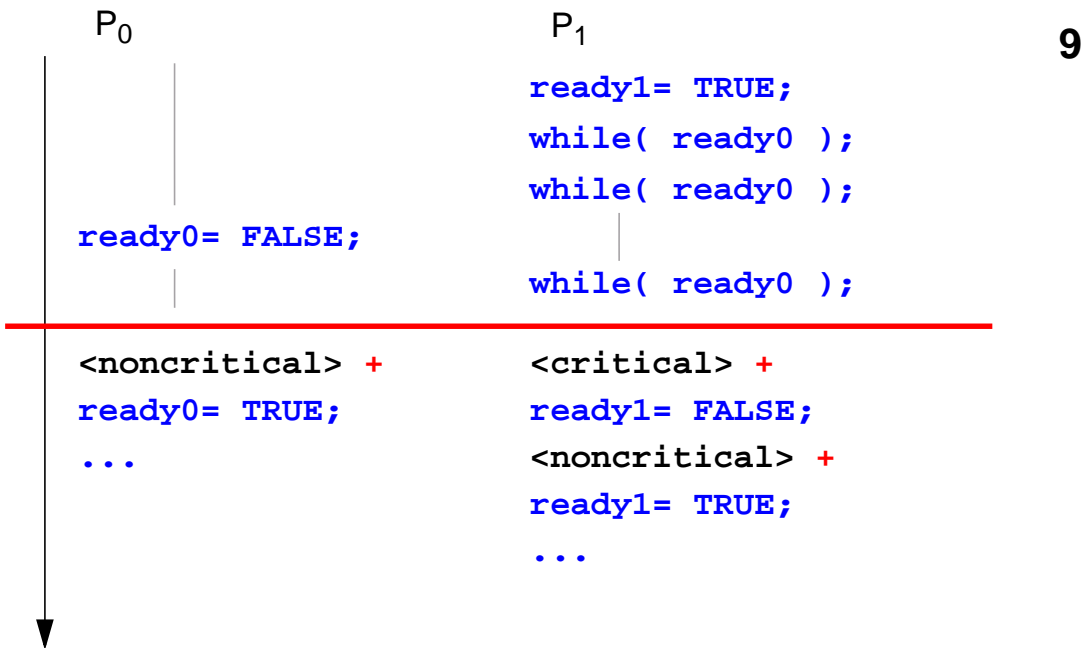 P0 P1 9
ready1= TRUE;
while( ready0 );
while( ready0 );
ready0= FALSE;
while( ready0 );
<noncritical> + <critical> +
ready0= TRUE; ready1= FALSE;
... <noncritical> +
ready1= TRUE;
...